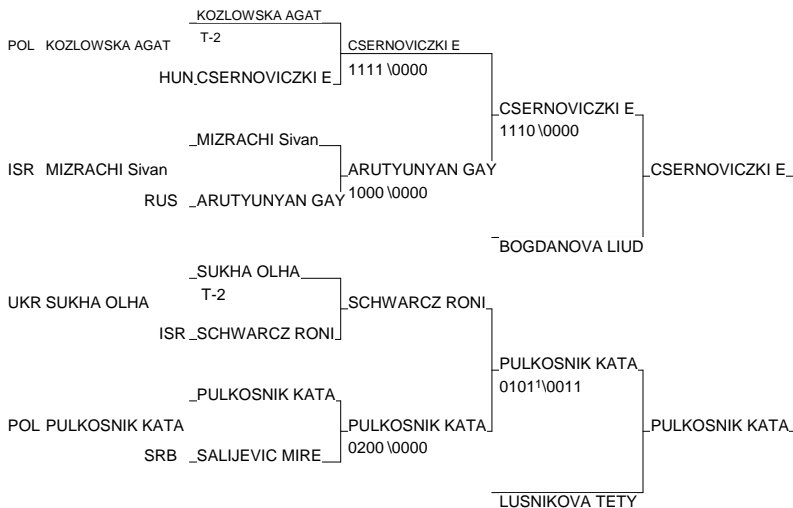 KOZLOWSKA AGAT
T-2
POL KOZLOWSKA AGAT
CSERNOVICZKI E
HUN CSERNOVICZKI E
1111 \0000
CSERNOVICZKI E
1110 \0000
MIZRACHI Sivan
ISR MIZRACHI Sivan
ARUTYUNYAN GAY
CSERNOVICZKI E
1000 \0000
RUS ARUTYUNYAN GAY
BOGDANOVA LIUD
SUKHA OLHA
T-2
UKR SUKHA OLHA
SCHWARCZ RONI
ISR SCHWARCZ RONI
PULKOSNIK KATA
0101¹\0011
PULKOSNIK KATA
POL PULKOSNIK KATA
PULKOSNIK KATA
PULKOSNIK KATA
0200 \0000
SRB SALIJEVIC MIRE
LUSNIKOVA TETY